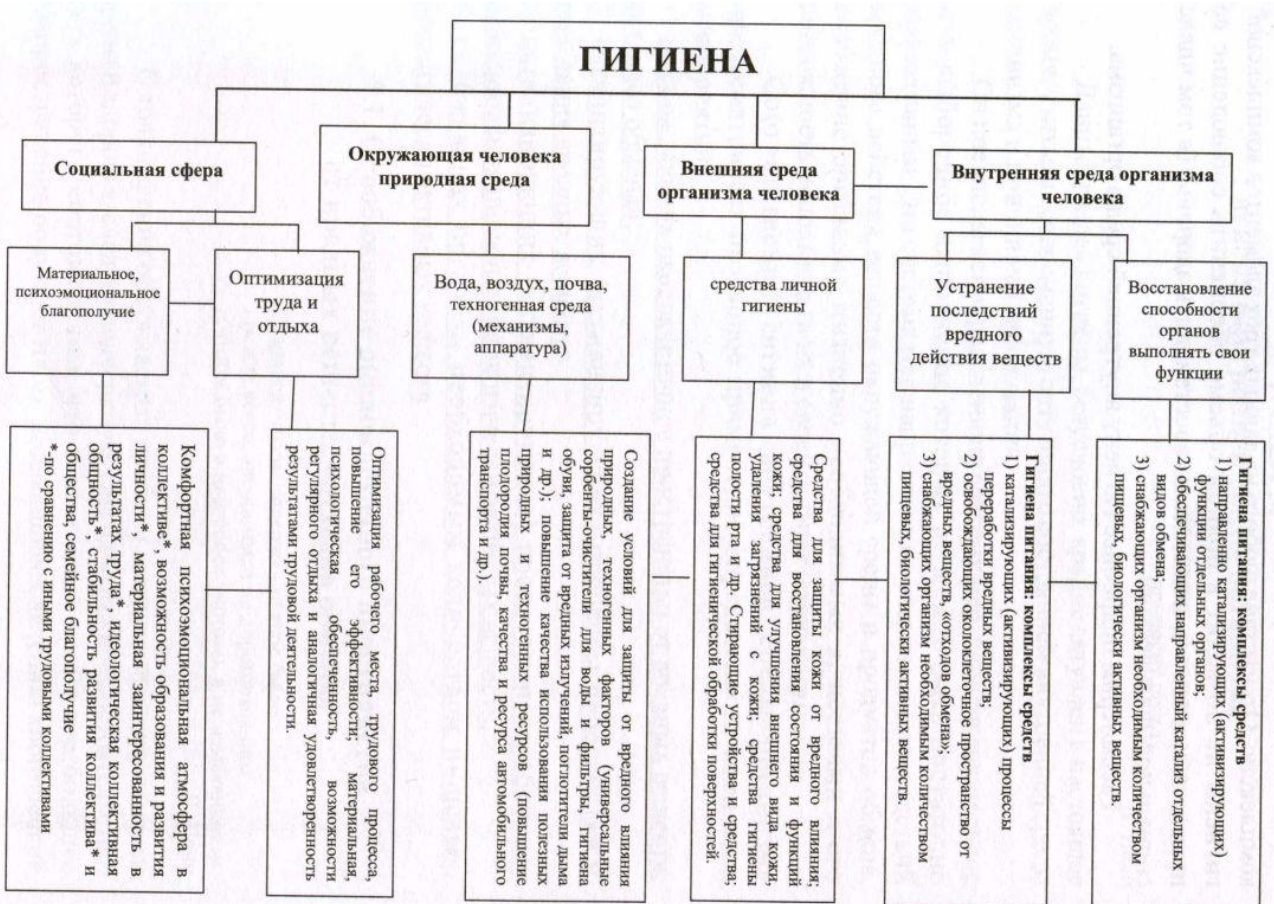 ГИГИЕНА
Социальная сфера
Окружающая человека
природная среда
Внешняя среда
организма человека
Внутренняя среда организма
человека
Материальное,
психоэмоциональное
благополучие
Оптимизация
труда и
отдыха
Вода, воздух, почва,
техногенная среда
(механизмы,
аппаратура)
средства личной
гигиены
Устранение
последствий
вредного
действия веществ
Восстановление
способности
органов
выполнять свои
функции
Комфортная психоэмоциональная атмосфера в
коллективе*, возможность образования и развития
личности*, материальная заинтересованность в
результатах труда*, идеологическая коллективная
общность*, стабильность развития коллектива* и
общества, семейное благополучие
*-по сравнению с иными трудовыми коллективами
Оптимизация рабочего места, трудового процесса,
повышение его эффективности; материальная,
психологическая обеспеченность, возможности
регулярного отдыха и аналогичная удовлетворенность
результатами трудовой деятельности.
Создание условий для защиты от вредного влияния
природных, техногенных факторов (универсальные
сорбенты-очистители для воды и фильтры, гигиена
обуви, защита от вредных излучений, поглотители дыма
и др.); повышение качества использования полезных
природных и техногенных ресурсов (повышение
плодородия почвы, качества и ресурса автомобильного
транспорта и др.).
Средства для защиты кожи от вредного влияния;
средства для восстановления состояния и функций
кожи; средства для улучшения внешнего вида кожи,
удаления загрязнений с кожи; средства гигиены
полости рта и др. Стирающие устройства и средства;
средства для гигиенической обработки поверхностей.
Гигиена питания: комплексы средств
1) катализирующих (активизирующих) процессы
переработки вредных веществ;
2) освобождающих околоклеточное пространство от
вредных веществ, «отходов обмена»;
3) снабжающих организм необходимым количеством
пищевых, биологически активных веществ.
Гигиена питания: комплексы средств
1) направленно катализирующих (активизирующих)
функции отдельных органов;
2) обеспечивающих направленный катализ отдельных
видов обмена;
3) снабжающих организм необходимым количеством
пищевых, биологически активных веществ.